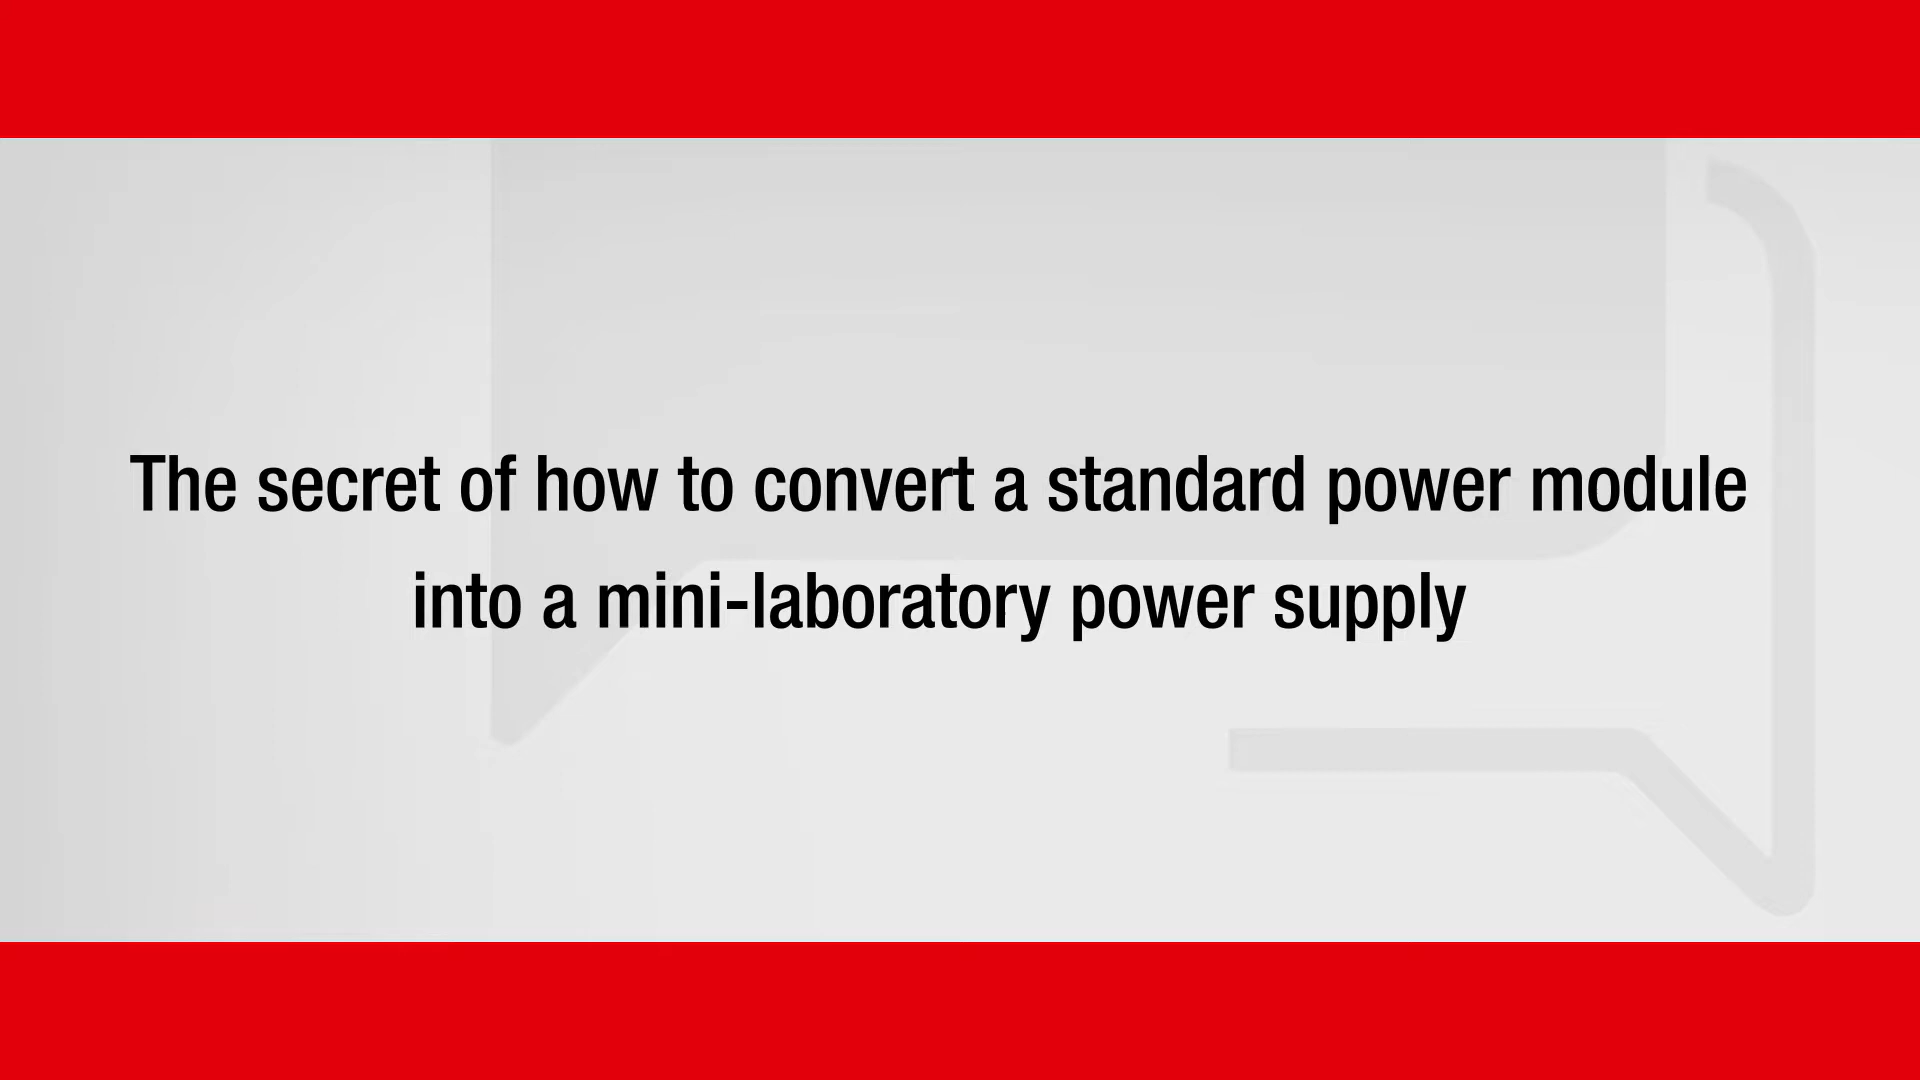 The secret of how to convert a standard power module
into a mini-laboratory power supply